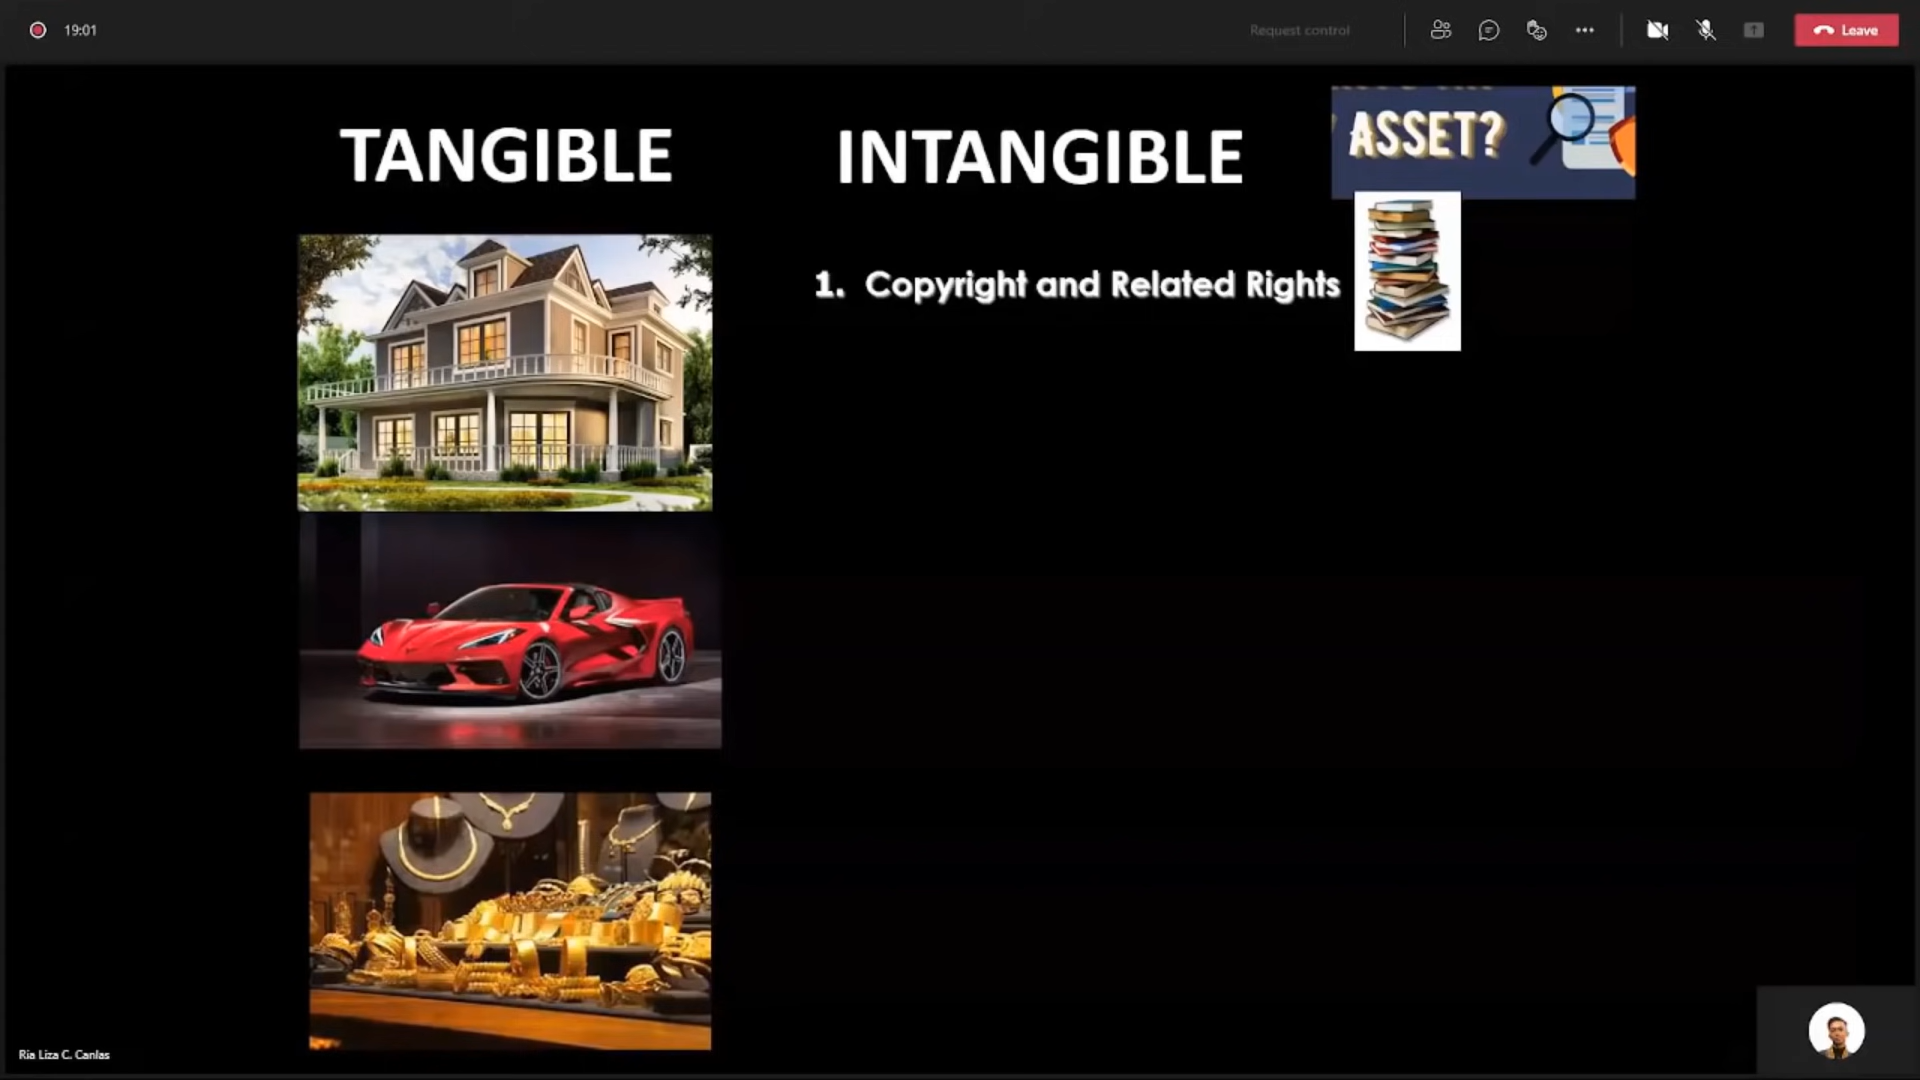 19:01
Request control
Leave
TANGIBLE
INTANGIBLE
ASSET?
1. Copyright and Related Rights
Ria Liza C. Canlas